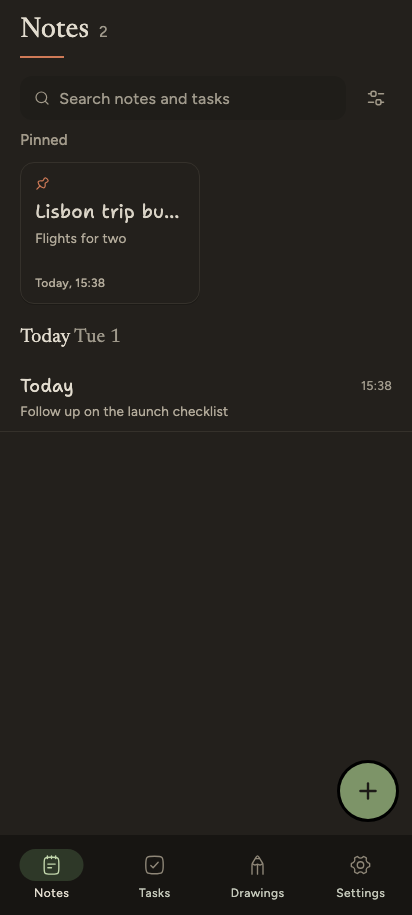 Notes 2
Search notes and tasks
Pinned
Lisbon trip bu...
Flights for two
Today, 15:38
Today Tue 1
Today 15:38
Follow up on the launch checklist
Notes Tasks Drawings Settings